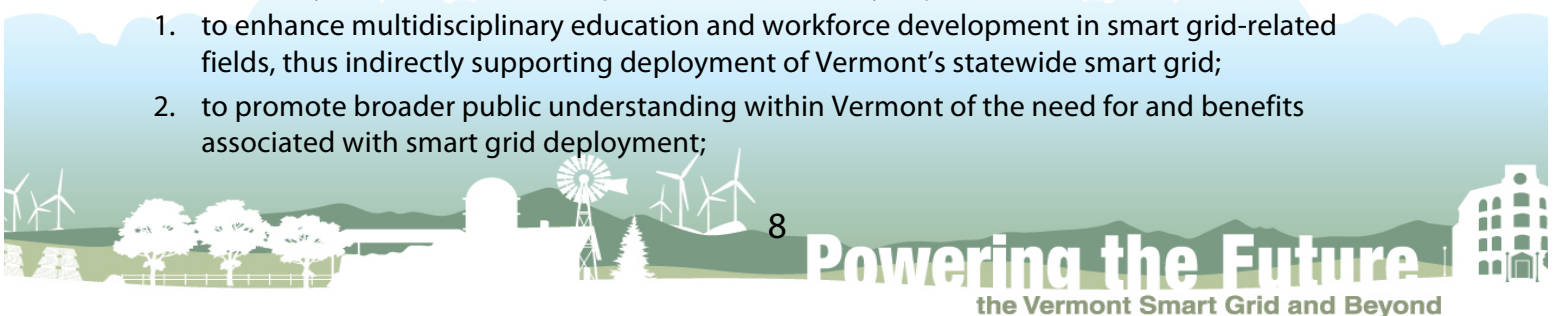 1. to enhance multidisciplinary education and workforce development in smart grid-related
fields, thus indirectly supporting deployment of Vermont's statewide smart grid;
2. to promote broader public understanding within Vermont of the need for and benefits
associated with smart grid deployment;
8
Powering the Future
the Vermont Smart Grid and Beyond